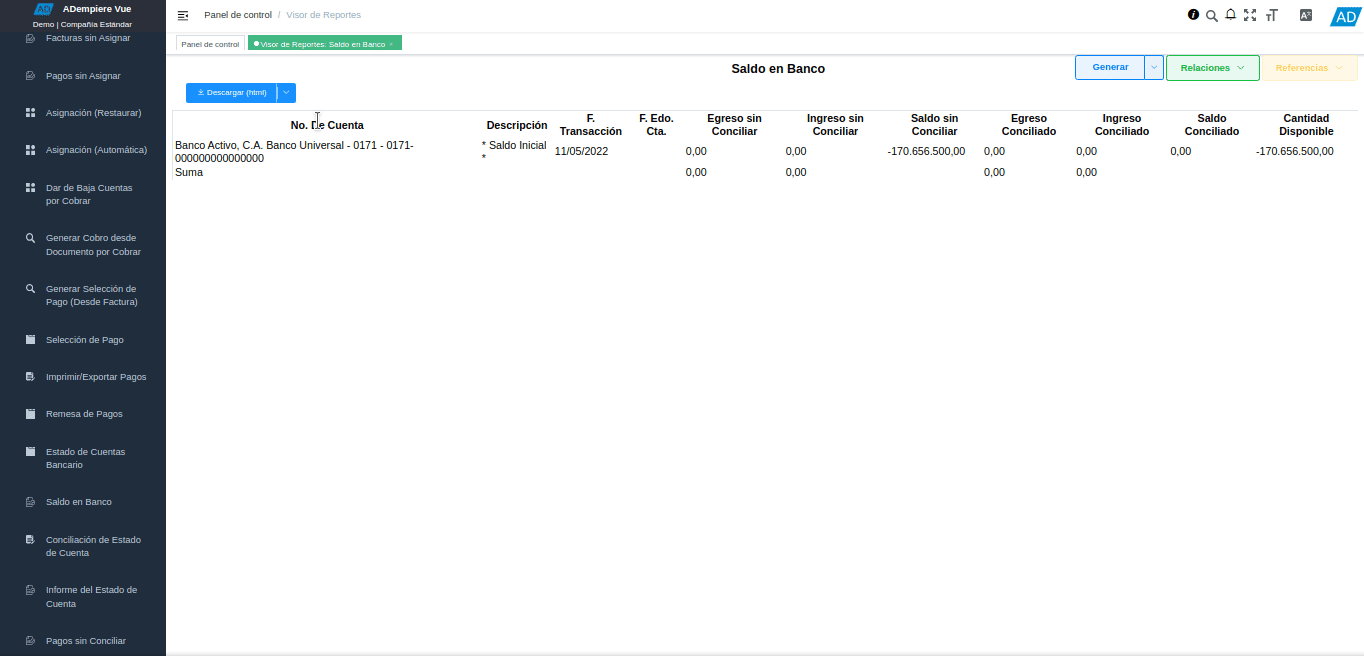 AD ADempiere Vue
Demo | Compañía Estándar
Facturas sin Asignar
Pagos sin Asignar
Asignación (Restaurar)
Asignación (Automática)
Dar de Baja Cuentas
por Cobrar
Generar Cobro desde
Documento por Cobrar
Generar Selección de
Pago (Desde Factura)
Selección de Pago
Imprimir/Exportar Pagos
Remesa de Pagos
Estado de Cuentas
Bancario
Saldo en Banco
Conciliación de Estado
de Cuenta
Informe del Estado de
Cuenta
Pagos sin Conciliar
Panel de control / Visor de Reportes
AD
Panel de control
Visor de Reportes: Saldo en Banco ×
Saldo en Banco
Generar
Relaciones
Referencias
Descargar (html)
No. De Cuenta
Descripción
F.
Transacción
F. Edo.
Cta.
Egreso sin
Conciliar
Ingreso sin
Conciliar
Saldo sin
Conciliar
Egreso
Conciliado
Ingreso
Conciliado
Saldo
Conciliado
Cantidad
Disponible
Banco Activo, C.A. Banco Universal - 0171 - 0171-
000000000000000
* Saldo Inicial
*
11/05/2022
0,00
0,00
-170.656.500,00
0,00
0,00
0,00
-170.656.500,00
Suma
0,00
0,00
0,00
0,00